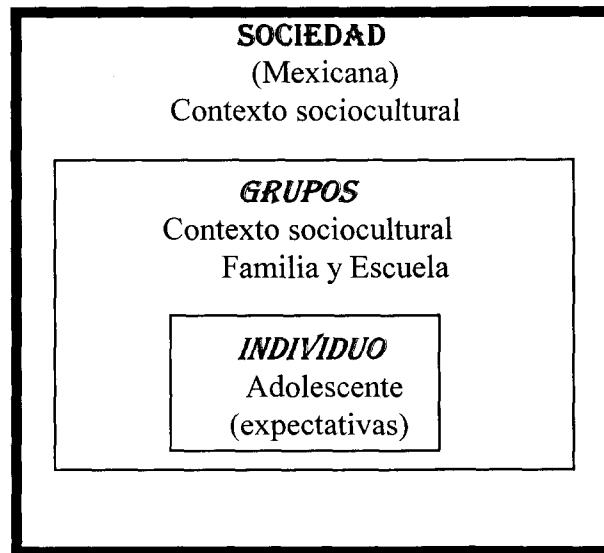 SOCIEDAD
(Mexicana)
Contexto sociocultural
GRUPOS
Contexto sociocultural
Familia y Escuela
INDIVIDUO
Adolescente
(expectativas)